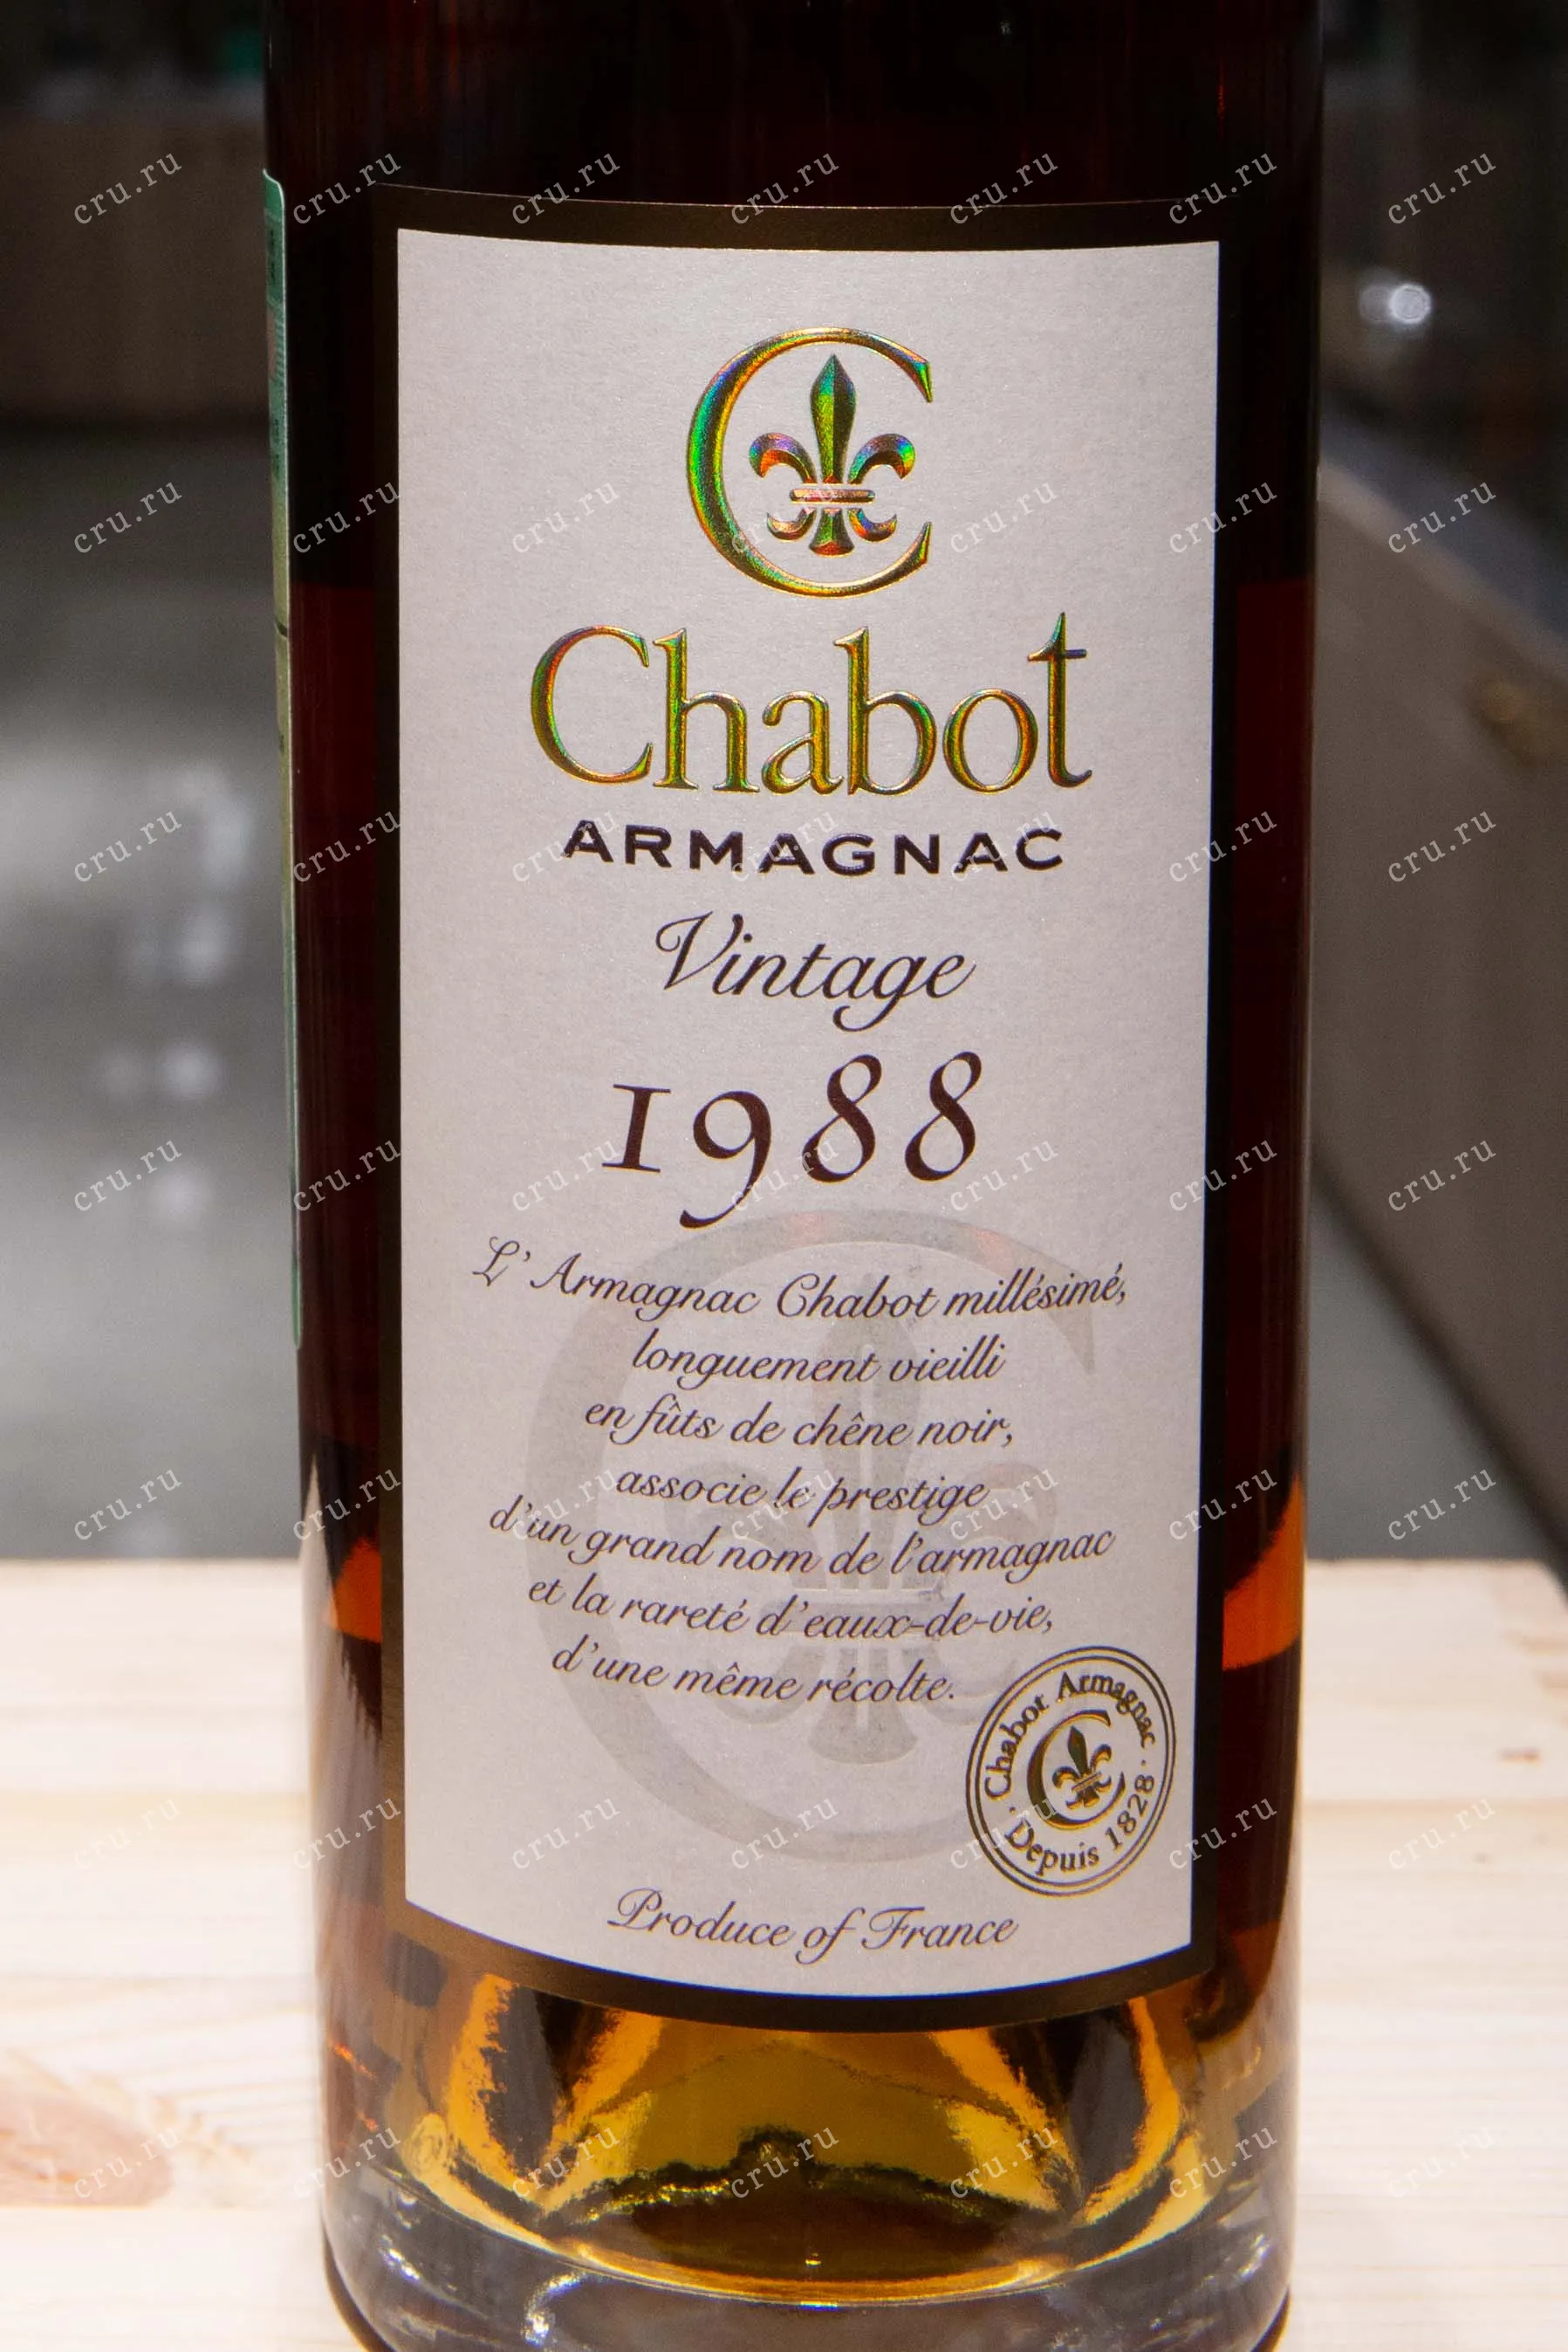 Chabot
ARMAGNAC
Vintage
1988
L'Armagnac Chabot millésimé,
longuement vieilli
en fûts de chêne noir,
associe le prestige
d'un grand nom de l'armagnac
et la rareté d'eaux-de-vie,
d'une même récolte.
Chabot Armagnac
· Depuis 1828 ·
Produce of France
cru.ru